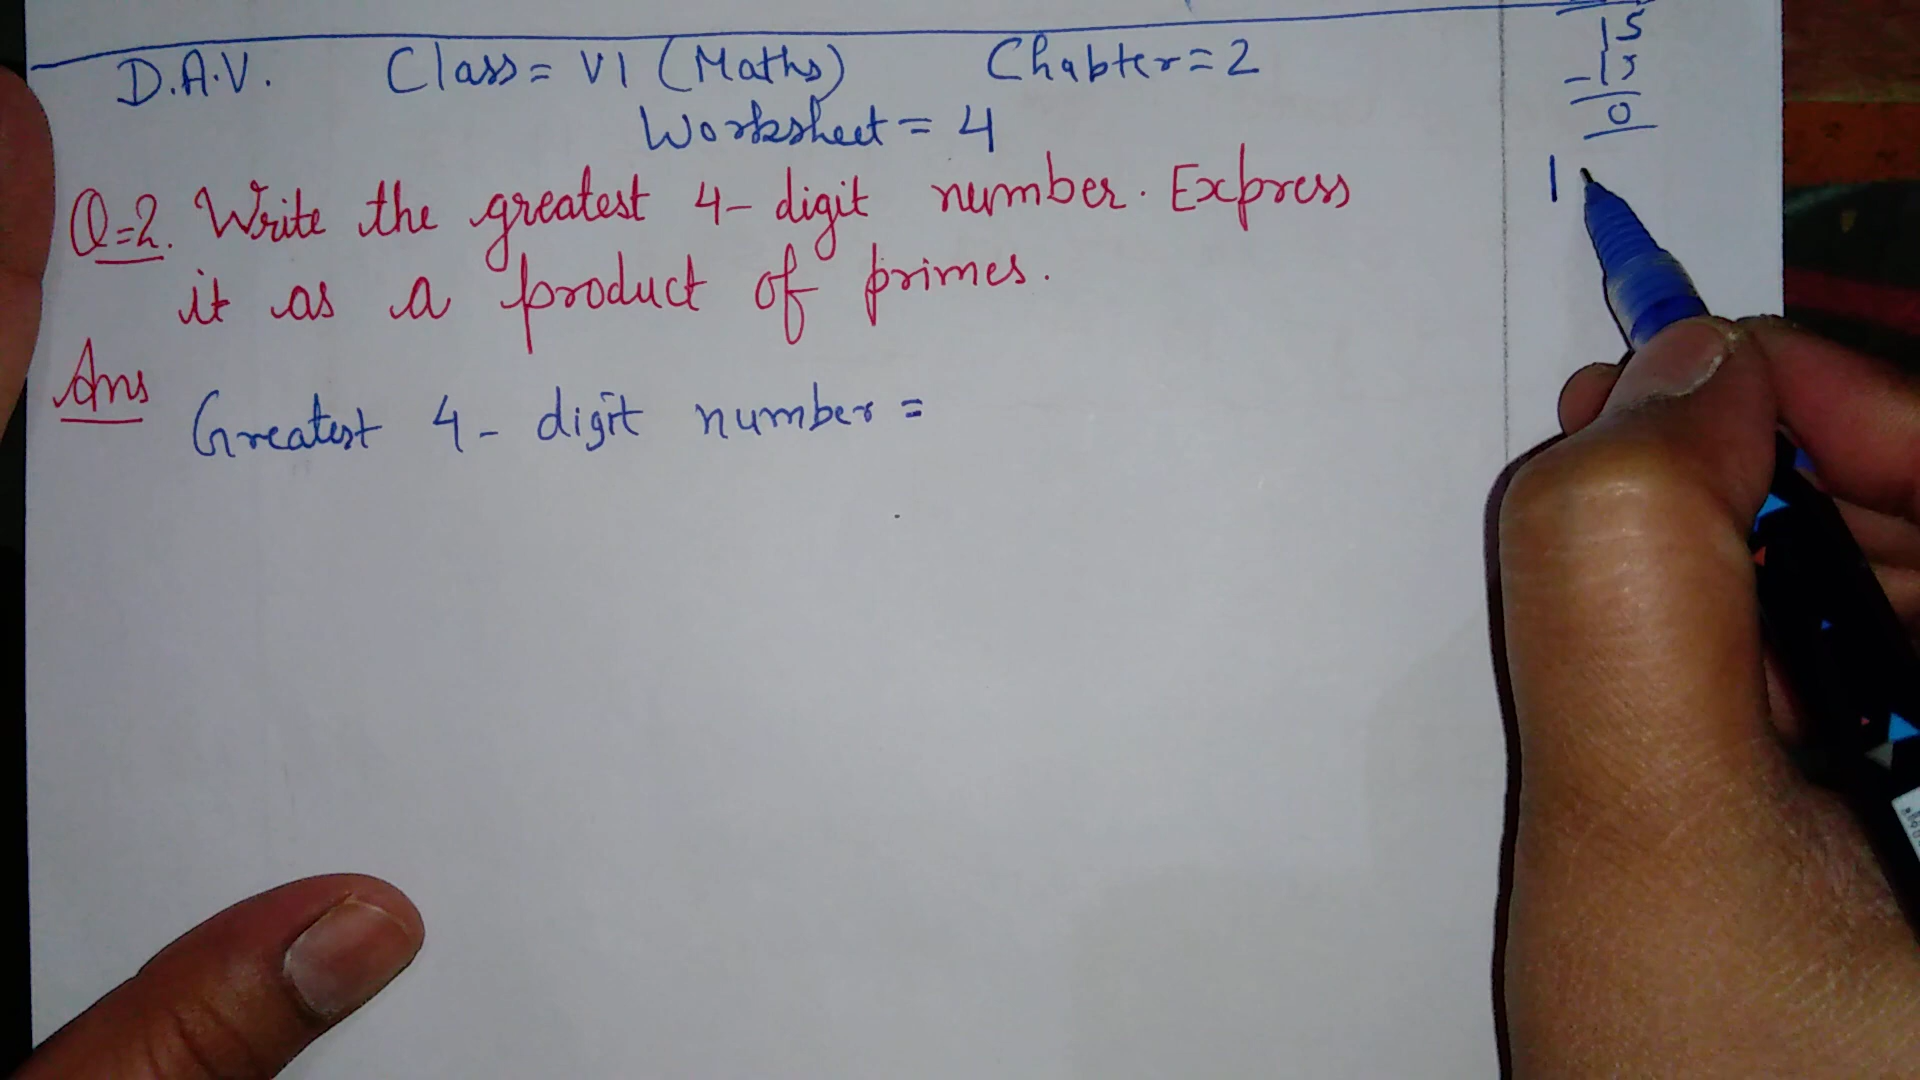 D.A.V. Class = VI (Maths) Chapter = 2
Worksheet = 4
Q=2. Write the greatest 4-digit number. Express
it as a product of primes.
Ans
Greatest 4-digit number =
15
-15
0
1